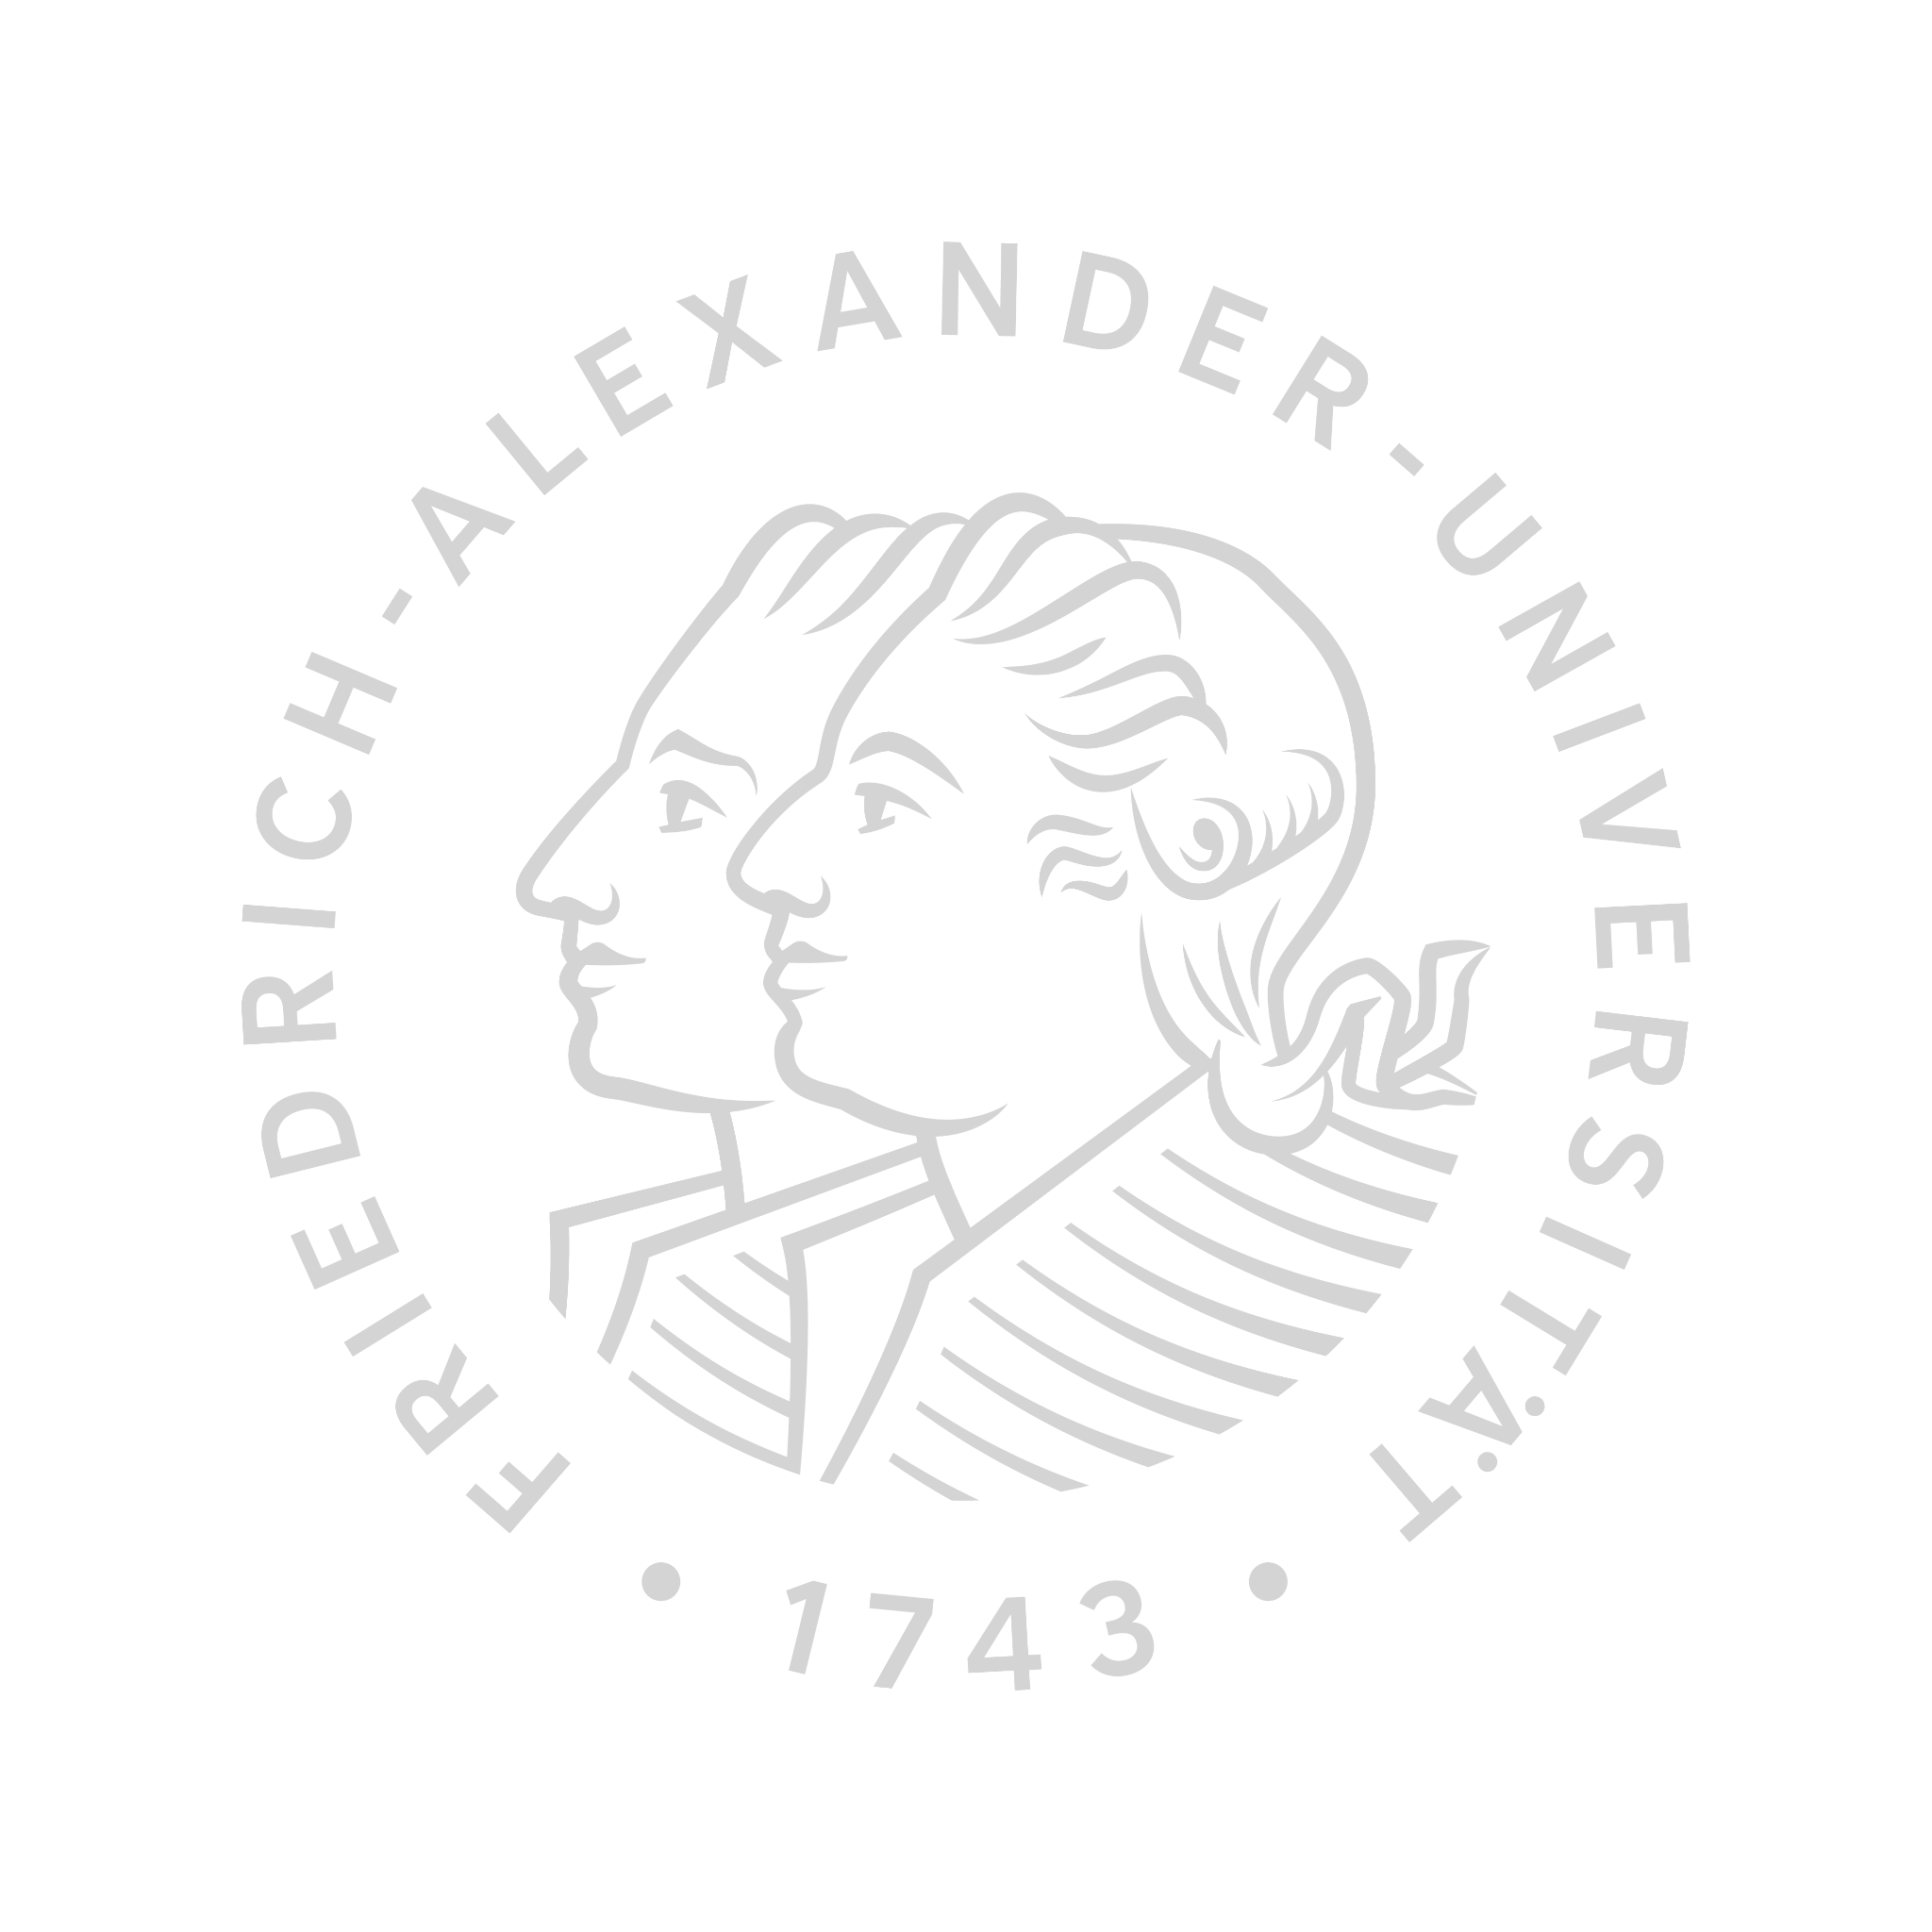 FRIEDRICH-ALEXANDER-UNIVERSITÄT
• 1743 •